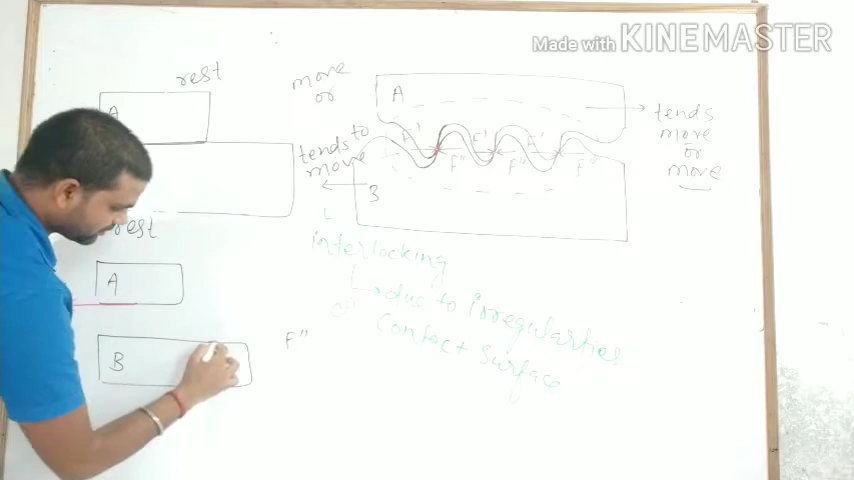 Made with KINEMASTER
rest
A
rest
A
B
F"
move
or
tends to
move
A
F' F' F'
F" F" F"
B
tends
move
or
move
interlocking
due to irregularities
Contact Surface